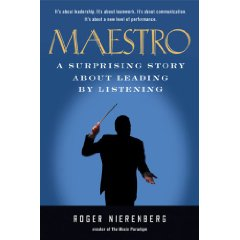 It's about leadership. It's about teamwork. It's about communication.
It's about a new level of performance.
MAESTRO
A SURPRISING STORY
ABOUT LEADING
BY LISTENING
ROGER NIERENBERG
creator of The Music Paradigm